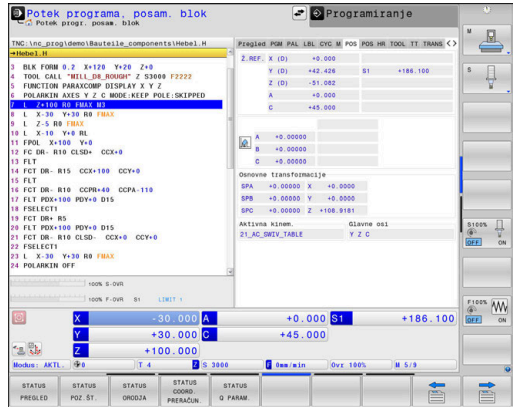 Potek programa, posam. blok
Potek progr. posam. blok
Programiranje
TNC:\nc_prog\demo\Bauteile_components\Hebel.H
→Hebel.H
3 BLK FORM 0.2 X+120 Y+20 Z+0
4 TOOL CALL "MILL_D8_ROUGH" Z S3000 F2222
5 FUNCTION PARAXCOMP DISPLAY X Y Z
6 POLARKIN AXES Y Z C MODE:KEEP POLE:SKIPPED
7 L Z+100 R0 FMAX M3
8 L X-30 Y+30 R0 FMAX
9 L Z-5 R0 FMAX
10 L X-10 Y+0 RL
11 FPOL X+100 Y+0
12 FC DR- R10 CLSD+ CCX+0
13 FLT
14 FCT DR- R15 CCX+100 CCY+0
15 FLT
16 FCT DR- R10 CCPR+40 CCPA-110
17 FLT PDX+100 PDY+0 D15
18 FSELECT1
19 FCT DR+ R5
20 FLT PDX+100 PDY+0 D15
21 FCT DR- R10 CLSD- CCX+0 CCY+0
22 FSELECT1
23 L X-30 Y+30 R0 FMAX
24 POLARKIN OFF
100% S-OVR
100% F-OVR S1 LIMIT 1
Pregled PGM PAL LBL CYC M POS POS HR TOOL TT TRANS
Z.REF. X (D) +0.000
Y (D) +42.426 S1 +186.100
Z (D) -51.082
A +0.000
C +45.000
A +0.00000
B +0.00000
C +0.00000
Osnovne transformacije
SPA +0.00000 X +0.0000
SPB +0.00000 Y +0.0000
SPC +0.00000 Z +108.9181
Aktivna kinem. Glavne osi
21_AC_SWIV_TABLE Y Z C
X -30.000 A +0.000 S1 +186.100
Y +30.000 C +45.000
Z +100.000
Modus: AKTL. 0 T 4 Z S 3000 F 0mm/min Ovr 100% M 5/9
STATUS PREGLED
STATUS POZ.ŠT.
STATUS ORODJA
STATUS COORD. PRERAČUN.
STATUS Q PARAM.
M
S
S100%
OFF ON
F100%
OFF ON